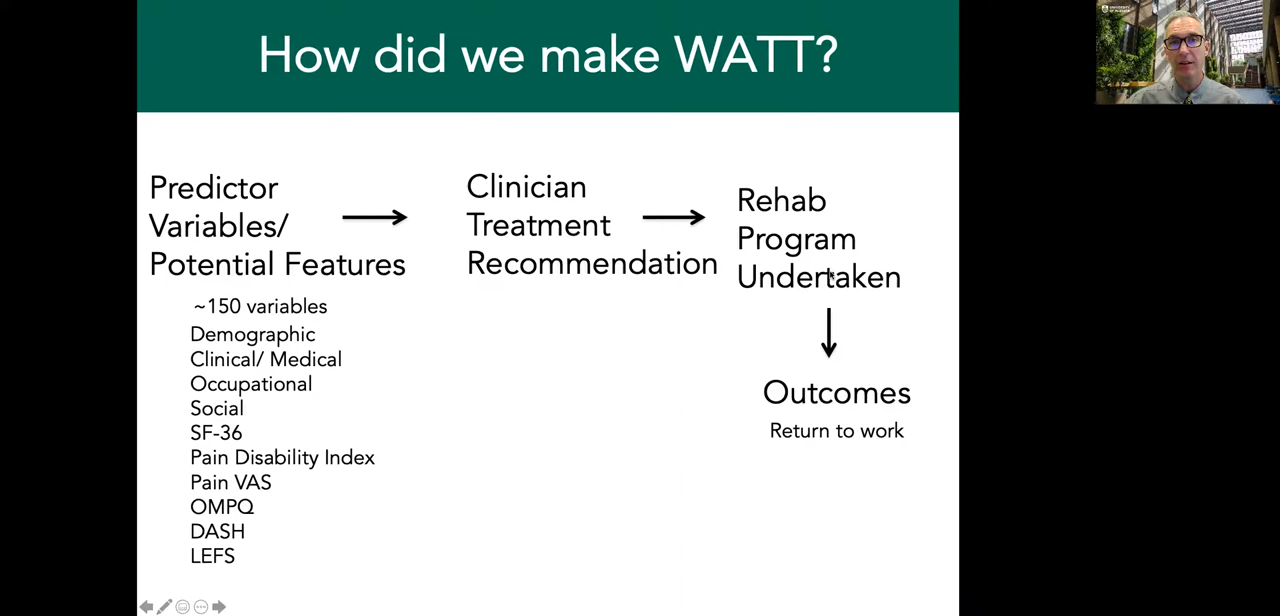 How did we make WATT?
Predictor
Variables/
Potential Features
~150 variables
Demographic
Clinical/ Medical
Occupational
Social
SF-36
Pain Disability Index
Pain VAS
OMPQ
DASH
LEFS
Clinician
Treatment
Recommendation
Rehab
Program
Undertaken
Outcomes
Return to work